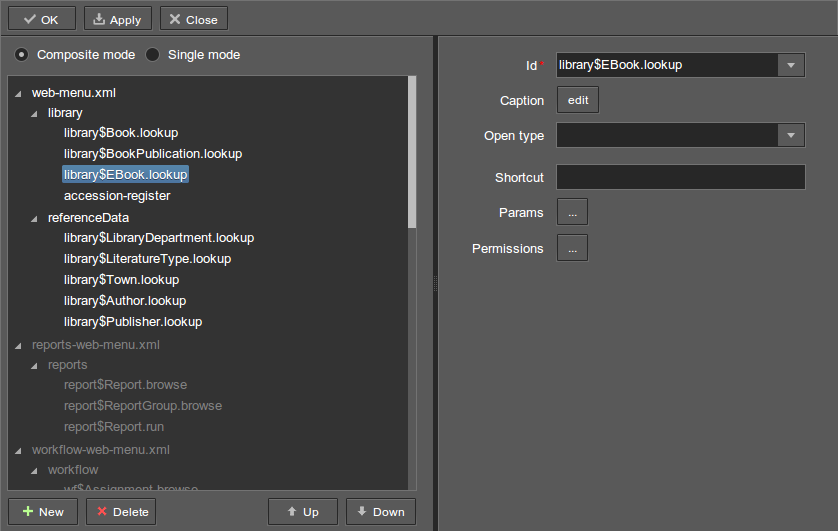 OK Apply Close
Composite mode Single mode
web-menu.xml
library
library$Book.lookup
library$BookPublication.lookup
library$EBook.lookup
accession-register
referenceData
library$LibraryDepartment.lookup
library$LiteratureType.lookup
library$Town.lookup
library$Author.lookup
library$Publisher.lookup
reports-web-menu.xml
reports
report$Report.browse
report$ReportGroup.browse
report$Report.run
workflow-web-menu.xml
workflow
wf$Assignment.browse
New Delete Up Down
Id* library$EBook.lookup
Caption edit
Open type
Shortcut
Params ...
Permissions ...